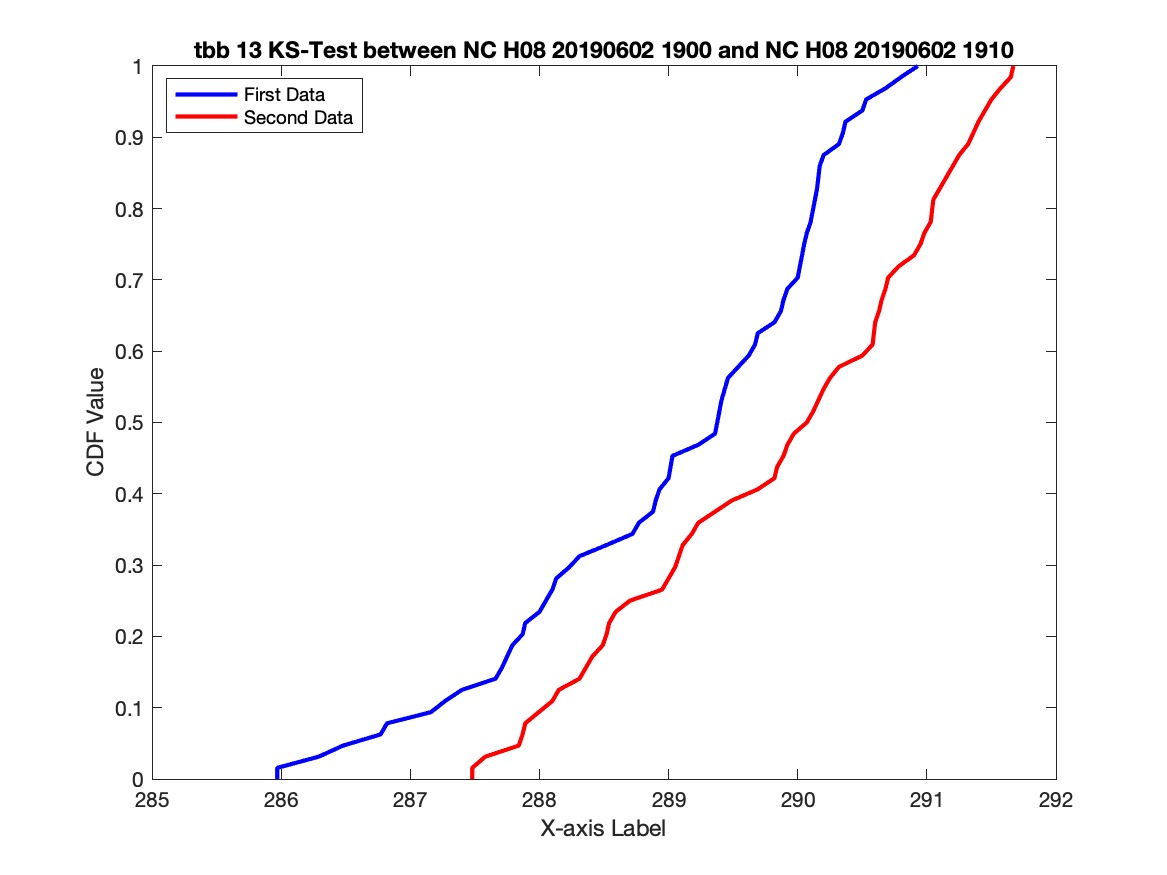 tbb 13 KS-Test between NC H08 20190602 1900 and NC H08 20190602 1910
First Data
Second Data
CDF Value
1
0.9
0.8
0.7
0.6
0.5
0.4
0.3
0.2
0.1
0
285 286 287 288 289 290 291 292
X-axis Label